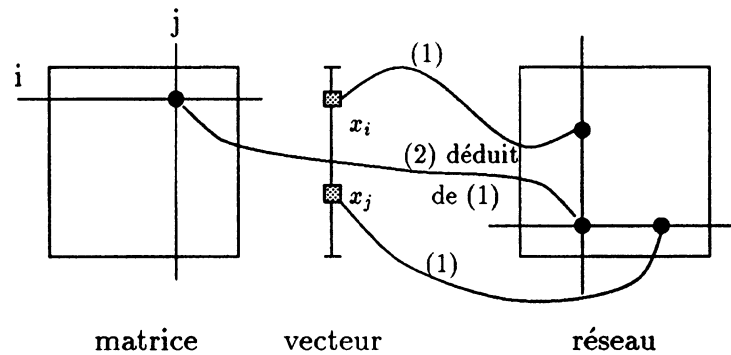 j
(1)
i
x_i
(2) déduit
de (1)
x_j
(1)
matrice vecteur réseau